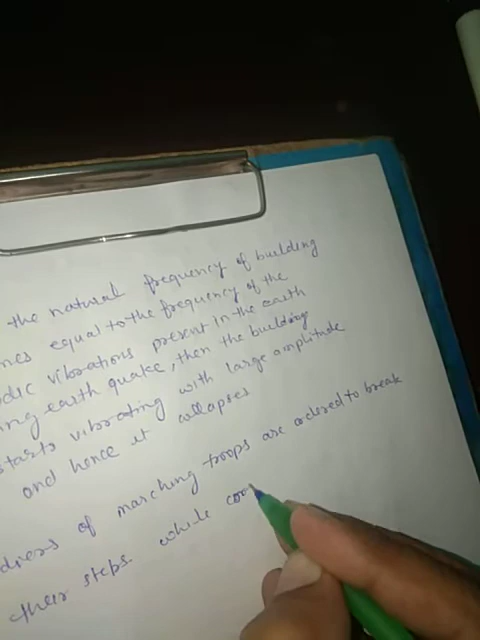 the natural frequency of building
mes equal to the frequency of the
odic vibrations present in the earth
ing earth quake, then the building
starts vibrating with large amplitude
and hence it collapses
diers of marching troops are ordered to break
their steps while